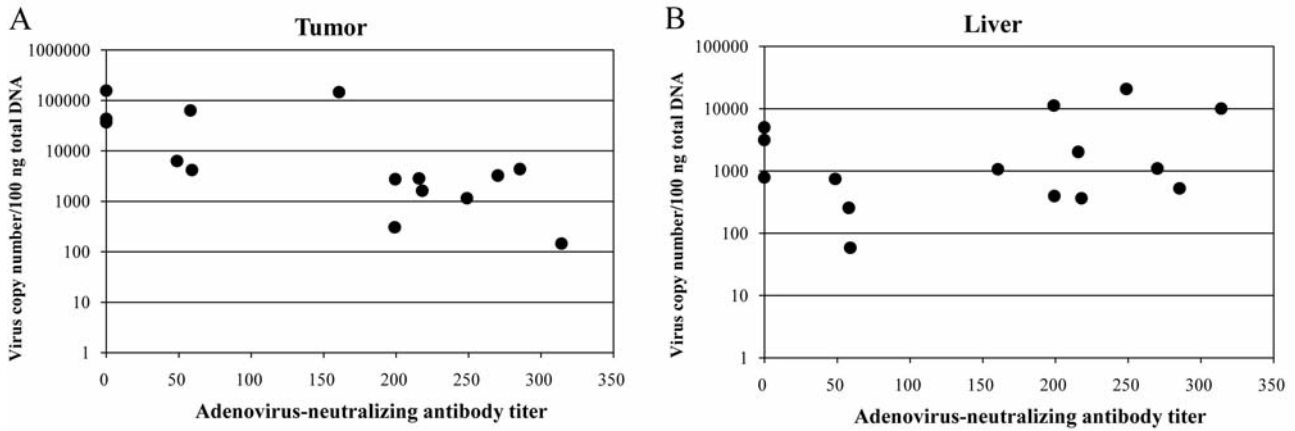 A
Tumor
Virus copy number/100 ng total DNA
1000000
100000
10000
1000
100
10
1
0 50 100 150 200 250 300 350
Adenovirus-neutralizing antibody titer
B
Liver
Virus copy number/100 ng total DNA
100000
10000
1000
100
10
1
0 50 100 150 200 250 300 350
Adenovirus-neutralizing antibody titer